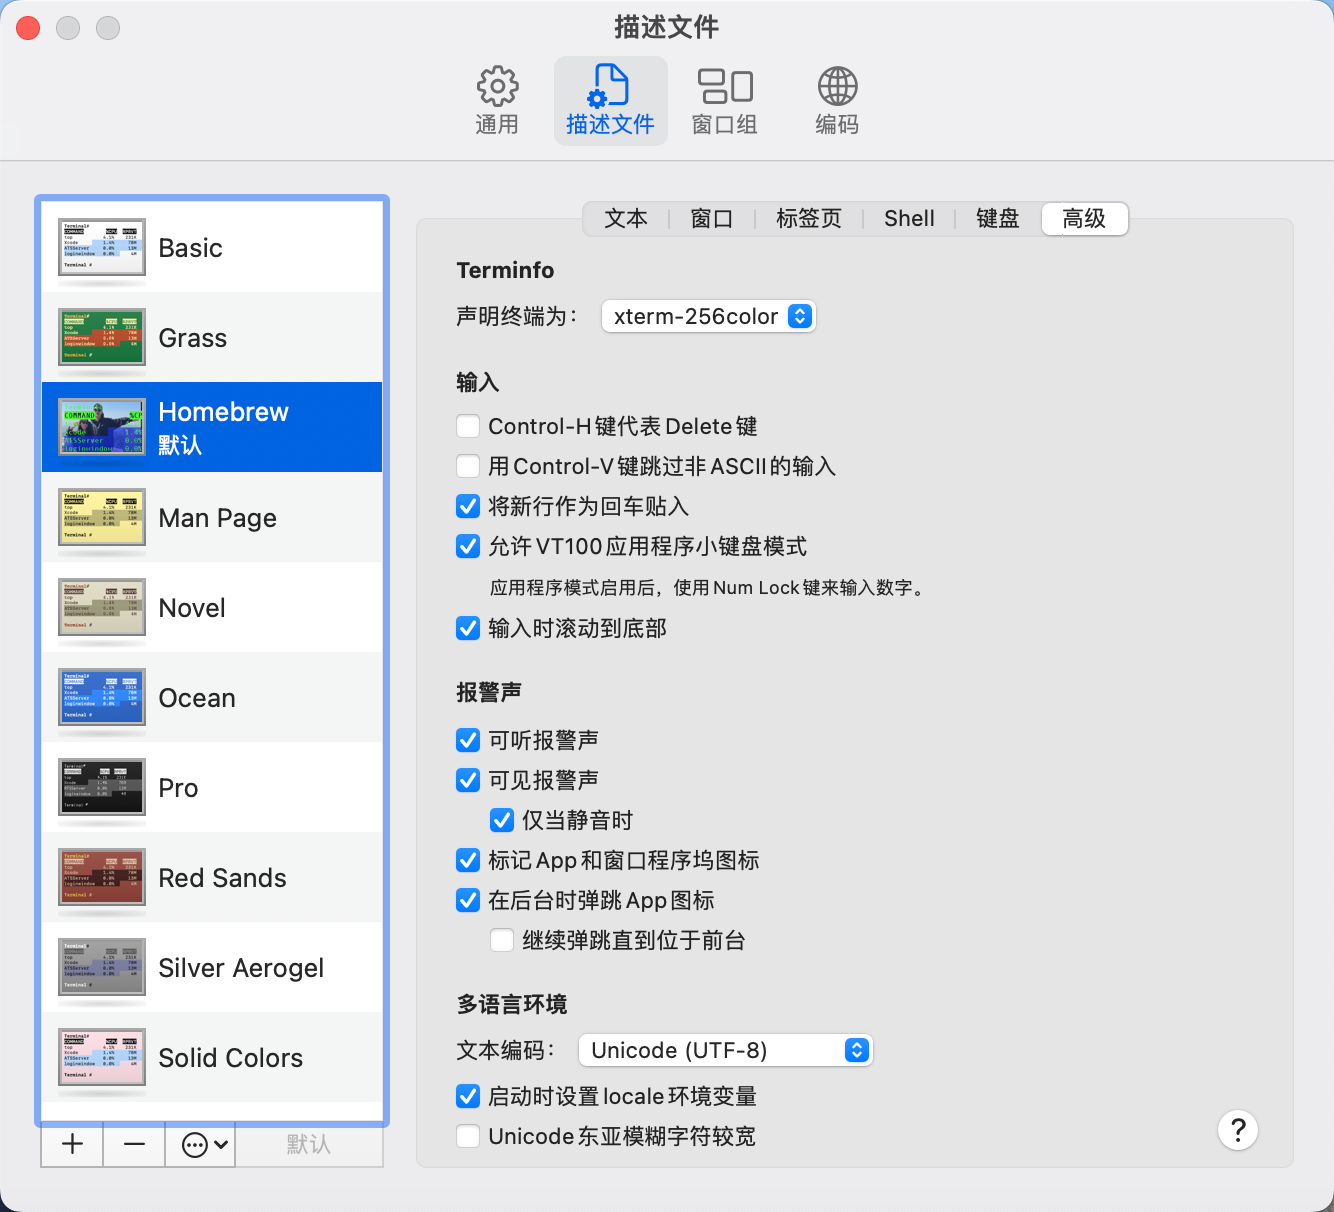 描述文件
通用
描述文件
窗口组
编码
Basic
Grass
Homebrew
默认
Man Page
Novel
Ocean
Pro
Red Sands
Silver Aerogel
Solid Colors
默认
文本 窗口 标签页 Shell 键盘 高级
Terminfo
声明终端为： xterm-256color
输入
Control-H 键代表 Delete 键
用 Control-V 键跳过非 ASCII 的输入
将新行作为回车贴入
允许 VT100 应用程序小键盘模式
应用程序模式启用后，使用 Num Lock 键来输入数字。
输入时滚动到底部
报警声
可听报警声
可见报警声
仅当静音时
标记 App 和窗口程序坞图标
在后台时弹跳 App 图标
继续弹跳直到位于前台
多语言环境
文本编码： Unicode (UTF-8)
启动时设置 locale 环境变量
Unicode 东亚模糊字符较宽
?